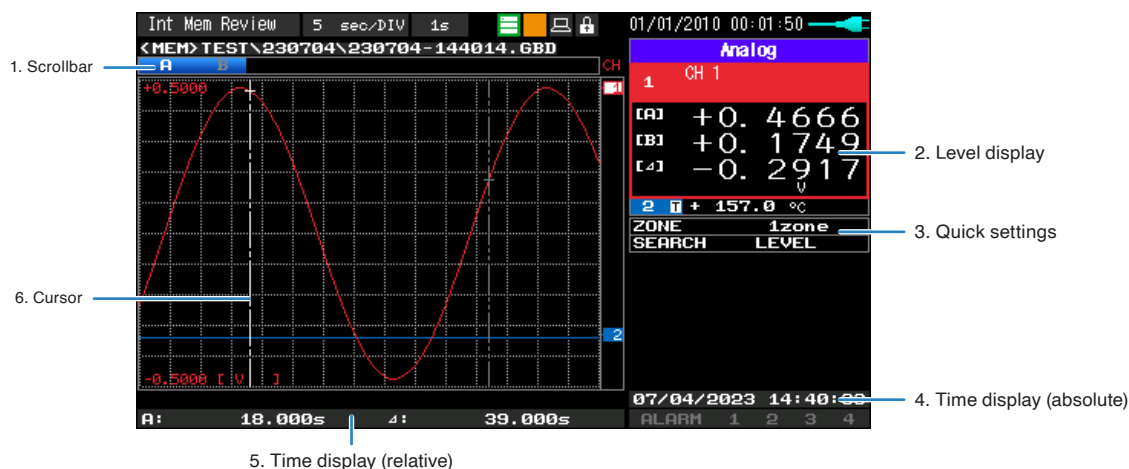 Int Mem Review 5 sec/DIV 1s 01/01/2010 00:01:50
<MEM>TEST\230704\230704-144014.GBD
1. Scrollbar
A B
CH
+0.5000
1
2
-0.5000 [ V ]
6. Cursor
A: 18.000s ⊿: 39.000s
5. Time display (relative)
Analog
1 CH 1
[A] +0. 4666
[B] +0. 1749
[⊿] -0. 2917
V
2. Level display
2 T + 157.0 °C
ZONE 1zone
SEARCH LEVEL
3. Quick settings
07/04/2023 14:40:
4. Time display (absolute)
ALARM 1 2 3 4